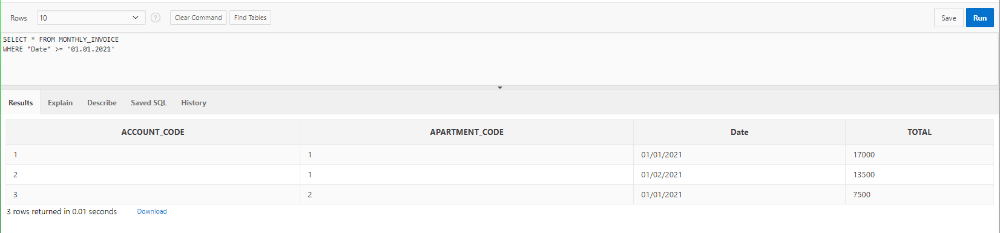 Rows 10 ? Clear Command Find Tables Save Run
SELECT * FROM MONTHLY_INVOICE
WHERE "Date" >= '01.01.2021'
Results Explain Describe Saved SQL History
ACCOUNT_CODE APARTMENT_CODE Date TOTAL
1 1 01/01/2021 17000
2 1 01/02/2021 13500
3 2 01/01/2021 7500
3 rows returned in 0.01 seconds Download